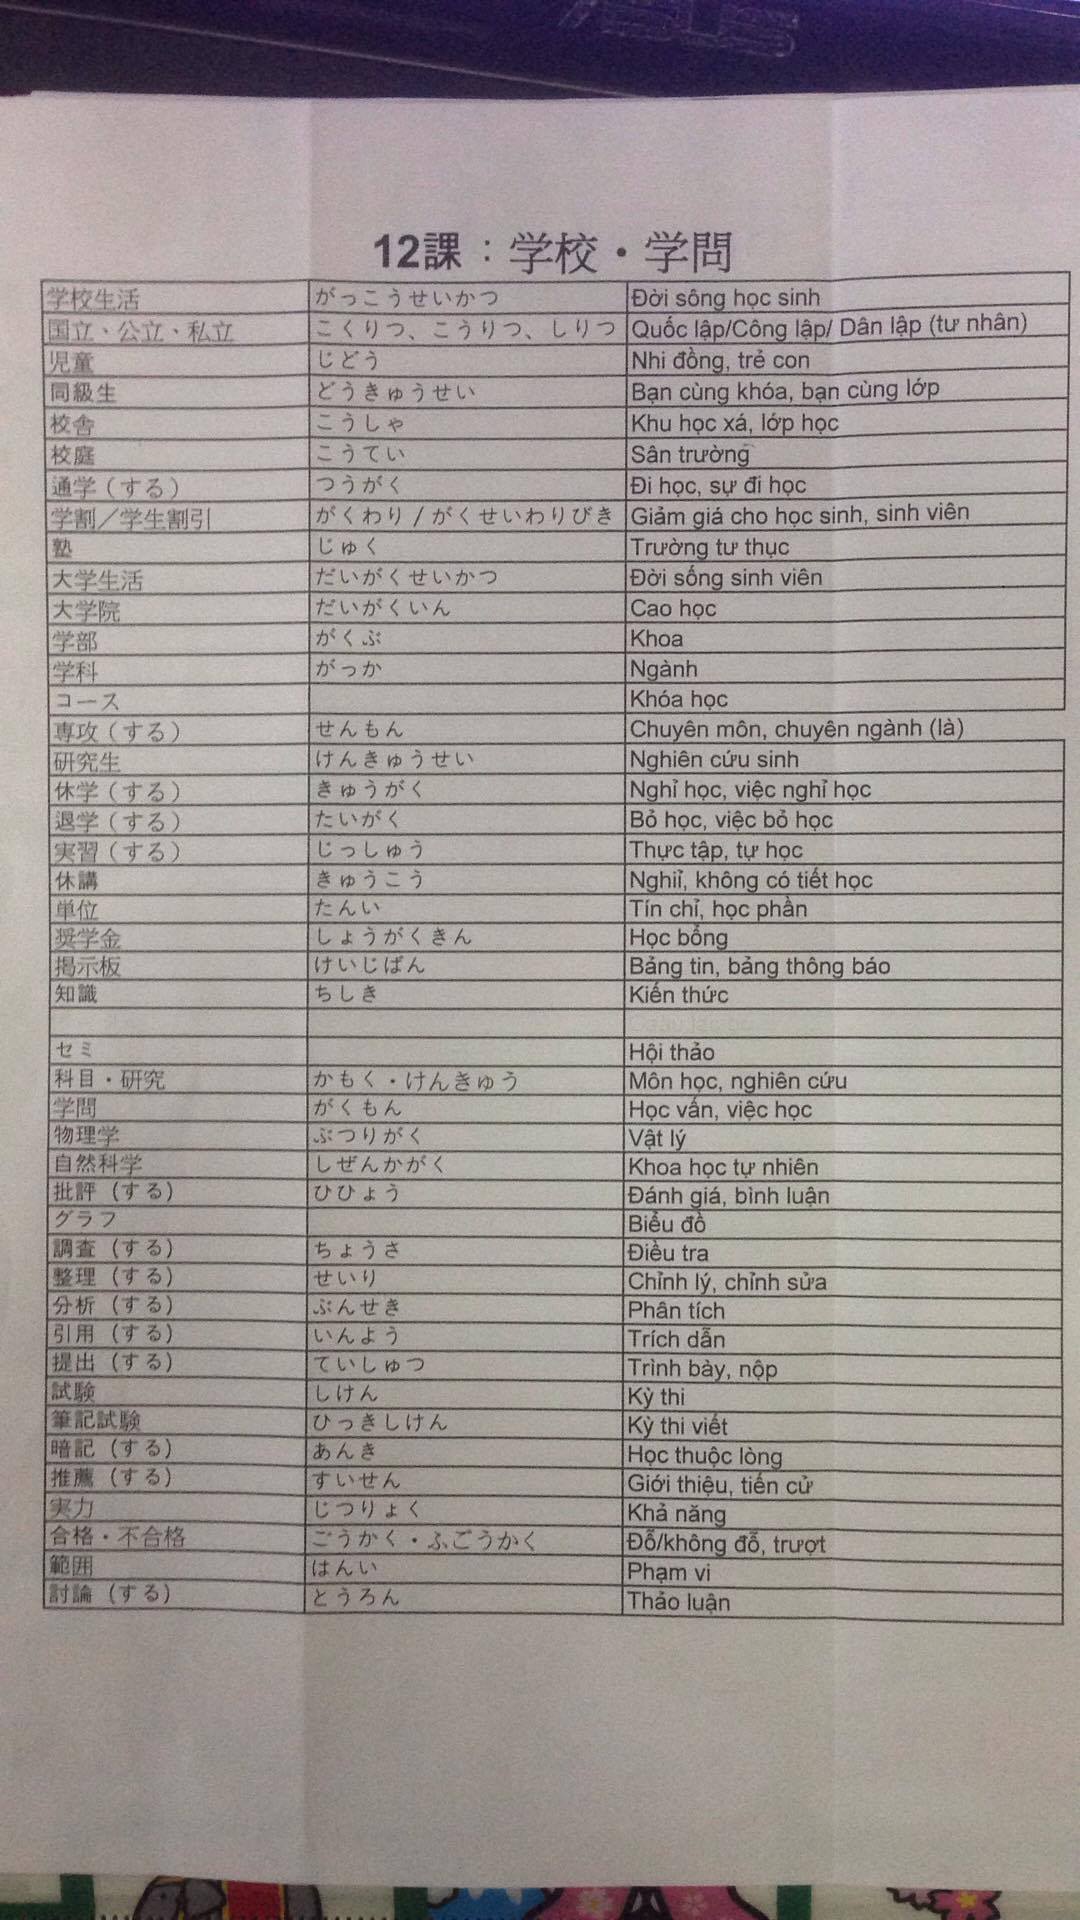 12課：学校・学問
学校生活 がっこうせいかつ Đời sông học sinh
国立・公立・私立 こくりつ、こうりつ、しりつ Quốc lập/Công lập/ Dân lập (tư nhân)
児童 じどう Nhi đồng, trẻ con
同級生 どうきゅうせい Bạn cùng khóa, bạn cùng lớp
校舎 こうしゃ Khu học xá, lớp học
校庭 こうてい Sân trường
通学（する） つうがく Đi học, sự đi học
学割／学生割引 がくわり / がくせいわりびき Giảm giá cho học sinh, sinh viên
塾 じゅく Trường tư thục
大学生活 だいがくせいかつ Đời sống sinh viên
大学院 だいがくいん Cao học
学部 がくぶ Khoa
学科 がっか Ngành
コース Khóa học
専攻（する） せんもん Chuyên môn, chuyên ngành (là)
研究生 けんきゅうせい Nghiên cứu sinh
休学（する） きゅうがく Nghỉ học, việc nghỉ học
退学（する） たいがく Bỏ học, việc bỏ học
実習（する） じっしゅう Thực tập, tự học
休講 きゅうこう Nghiỉ, không có tiết học
単位 たんい Tín chỉ, học phần
奨学金 しょうがくきん Học bổng
掲示板 けいじばん Bảng tin, bảng thông báo
知識 ちしき Kiến thức
セミ Hội thảo
科目・研究 かもく・けんきゅう Môn học, nghiên cứu
学問 がくもん Học vấn, việc học
物理学 ぶつりがく Vật lý
自然科学 しぜんかがく Khoa học tự nhiên
批評（する） ひひょう Đánh giá, bình luận
グラフ Biểu đồ
調査（する） ちょうさ Điều tra
整理（する） せいり Chỉnh lý, chỉnh sửa
分析（する） ぶんせき Phân tích
引用（する） いんよう Trích dẫn
提出（する） ていしゅつ Trình bày, nộp
試験 しけん Kỳ thi
筆記試験 ひっきしけん Kỳ thi viết
暗記（する） あんき Học thuộc lòng
推薦（する） すいせん Giới thiệu, tiến cử
実力 じつりょく Khả năng
合格・不合格 ごうかく・ふごうかく Đỗ/không đỗ, trượt
範囲 はんい Phạm vi
討論（する） とうろん Thảo luận